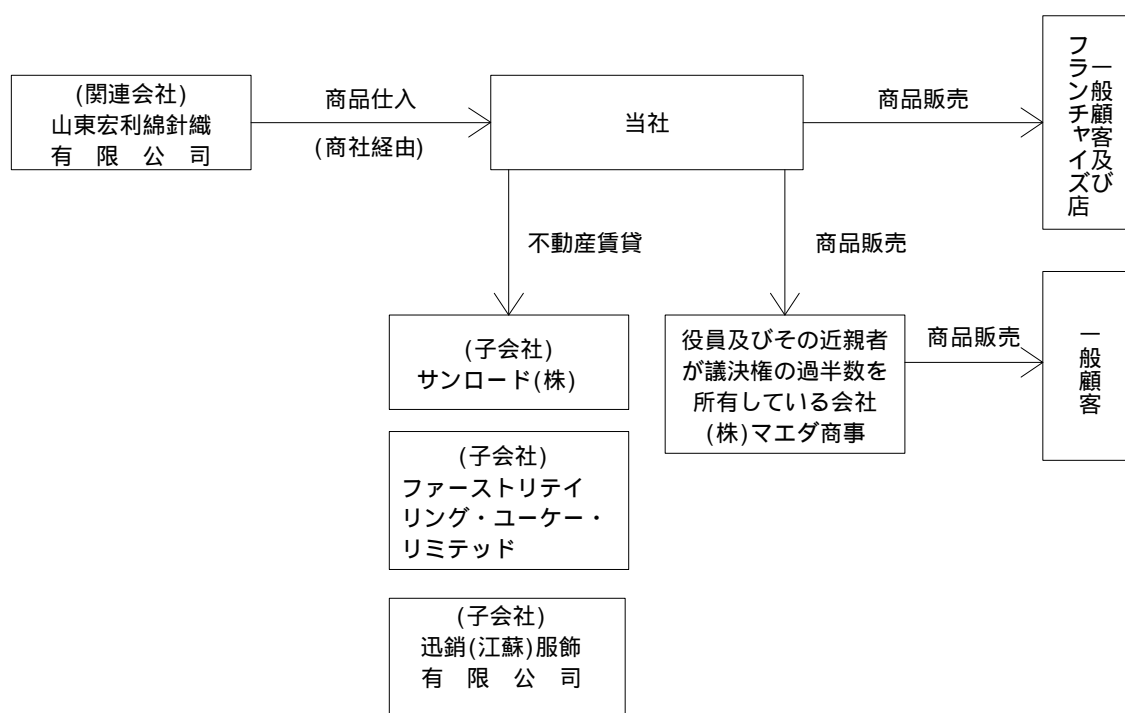 (関連会社)
山東宏利綿針織
有　限　公　司
商品仕入
(商社経由)
当社
商品販売
一般顧客及び
フランチャイズ店
不動産賃貸
商品販売
(子会社)
サンロード(株)
役員及びその近親者
が議決権の過半数を
所有している会社
(株)マエダ商事
商品販売
一般顧客
(子会社)
ファーストリテイ
リング・ユーケー・
リミテッド
(子会社)
迅銷(江蘇)服飾
有　限　公　司